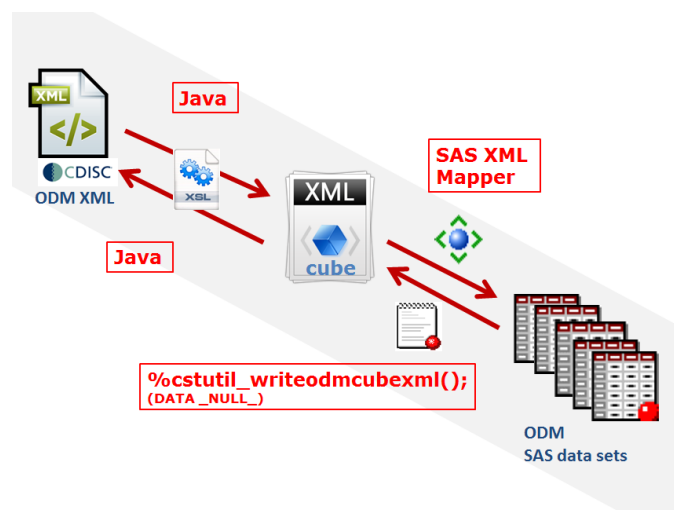 XML
CDISC
ODM XML
Java
XSL
Java
XML
cube
SAS XML
Mapper
%cstutil_writeodmcubexml();
(DATA _NULL_)
ODM
SAS data sets